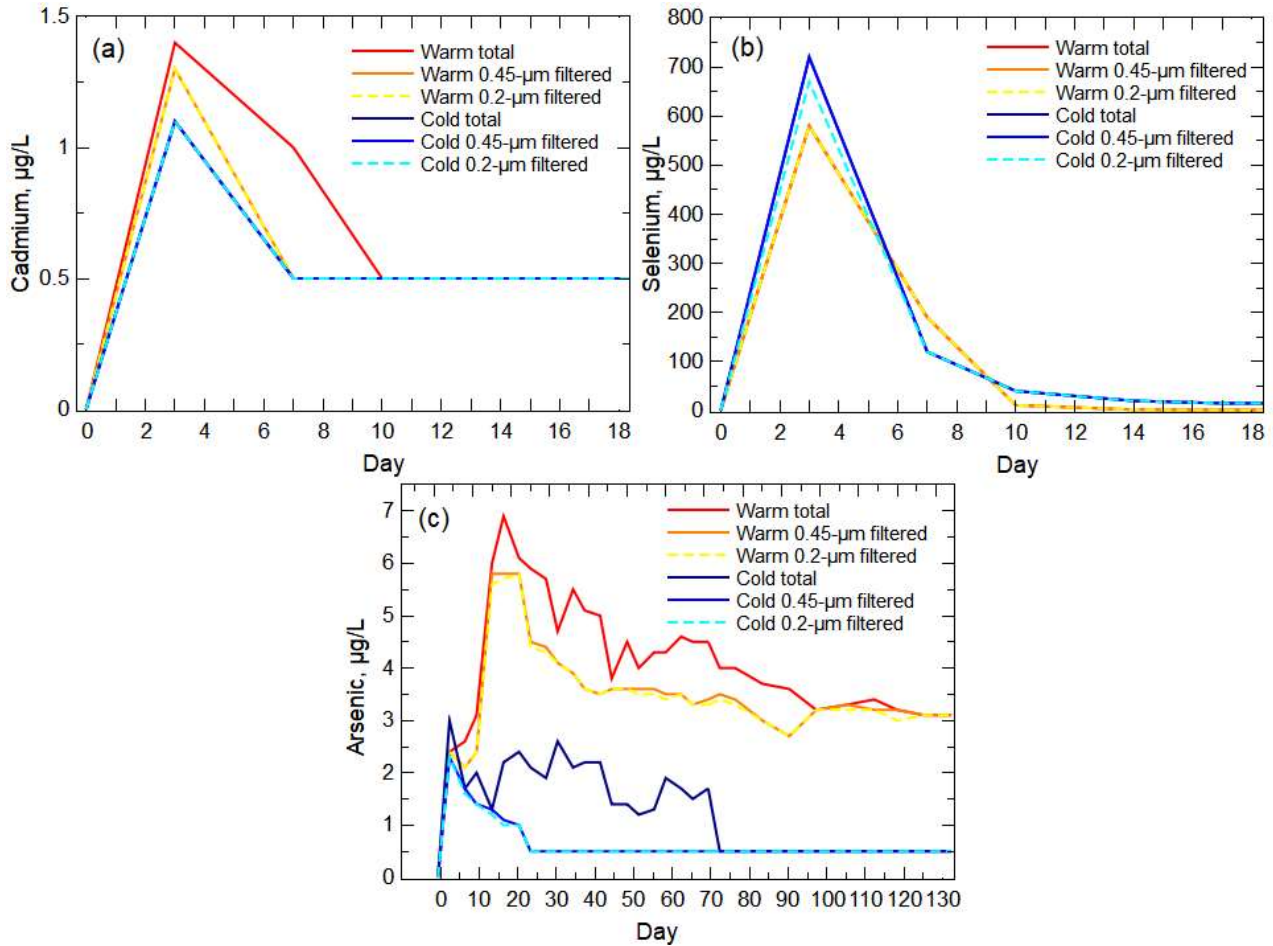 (a)
Cadmium, µg/L
1.5
1
0.5
0
Warm total
Warm 0.45-µm filtered
Warm 0.2-µm filtered
Cold total
Cold 0.45-µm filtered
Cold 0.2-µm filtered
0 2 4 6 8 10 12 14 16 18
Day
(b)
Selenium, µg/L
800
700
600
500
400
300
200
100
0
Warm total
Warm 0.45-µm filtered
Warm 0.2-µm filtered
Cold total
Cold 0.45-µm filtered
Cold 0.2-µm filtered
0 2 4 6 8 10 12 14 16 18
Day
(c)
Arsenic, µg/L
7
6
5
4
3
2
1
0
Warm total
Warm 0.45-µm filtered
Warm 0.2-µm filtered
Cold total
Cold 0.45-µm filtered
Cold 0.2-µm filtered
0 10 20 30 40 50 60 70 80 90 100 110 120 130
Day